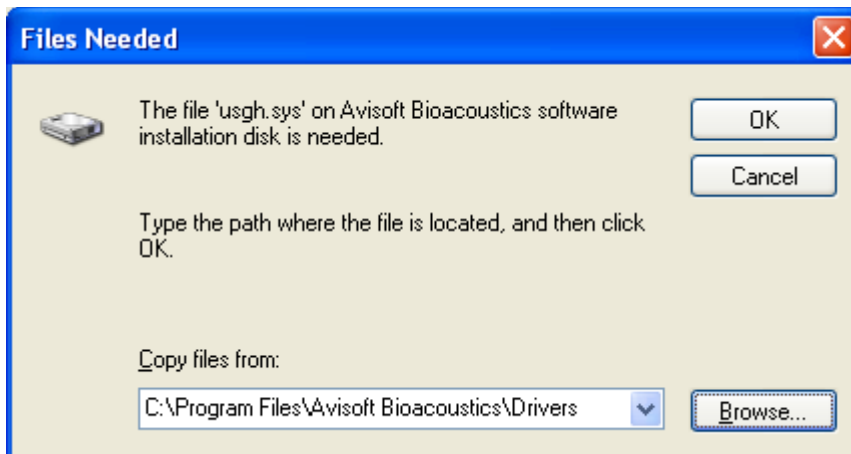 Files Needed
The file 'usgh.sys' on Avisoft Bioacoustics software
installation disk is needed.
OK
Cancel
Type the path where the file is located, and then click
OK.
Copy files from:
C:\Program Files\Avisoft Bioacoustics\Drivers
Browse...